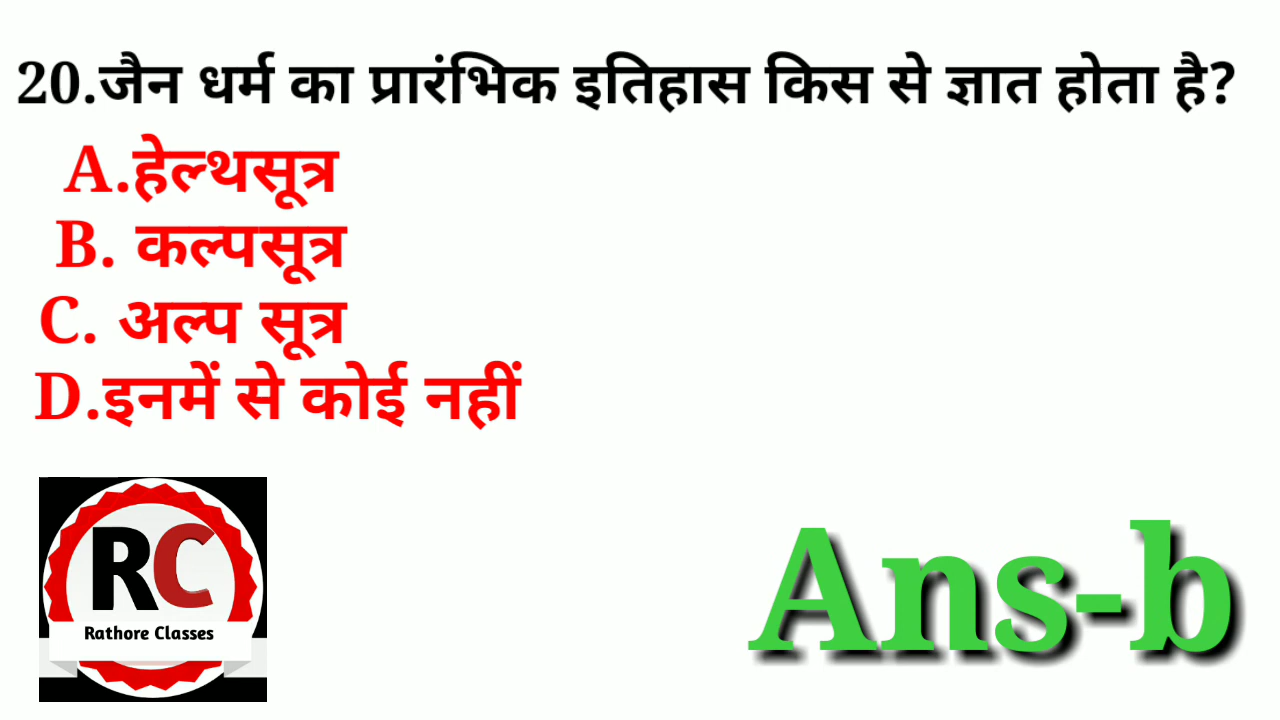 20.जैन धर्म का प्रारंभिक इतिहास किस से ज्ञात होता है?
A.हेल्थसूत्र
B. कल्पसूत्र
C. अल्प सूत्र
D.इनमें से कोई नहीं
RC
Rathore Classes
Ans-b